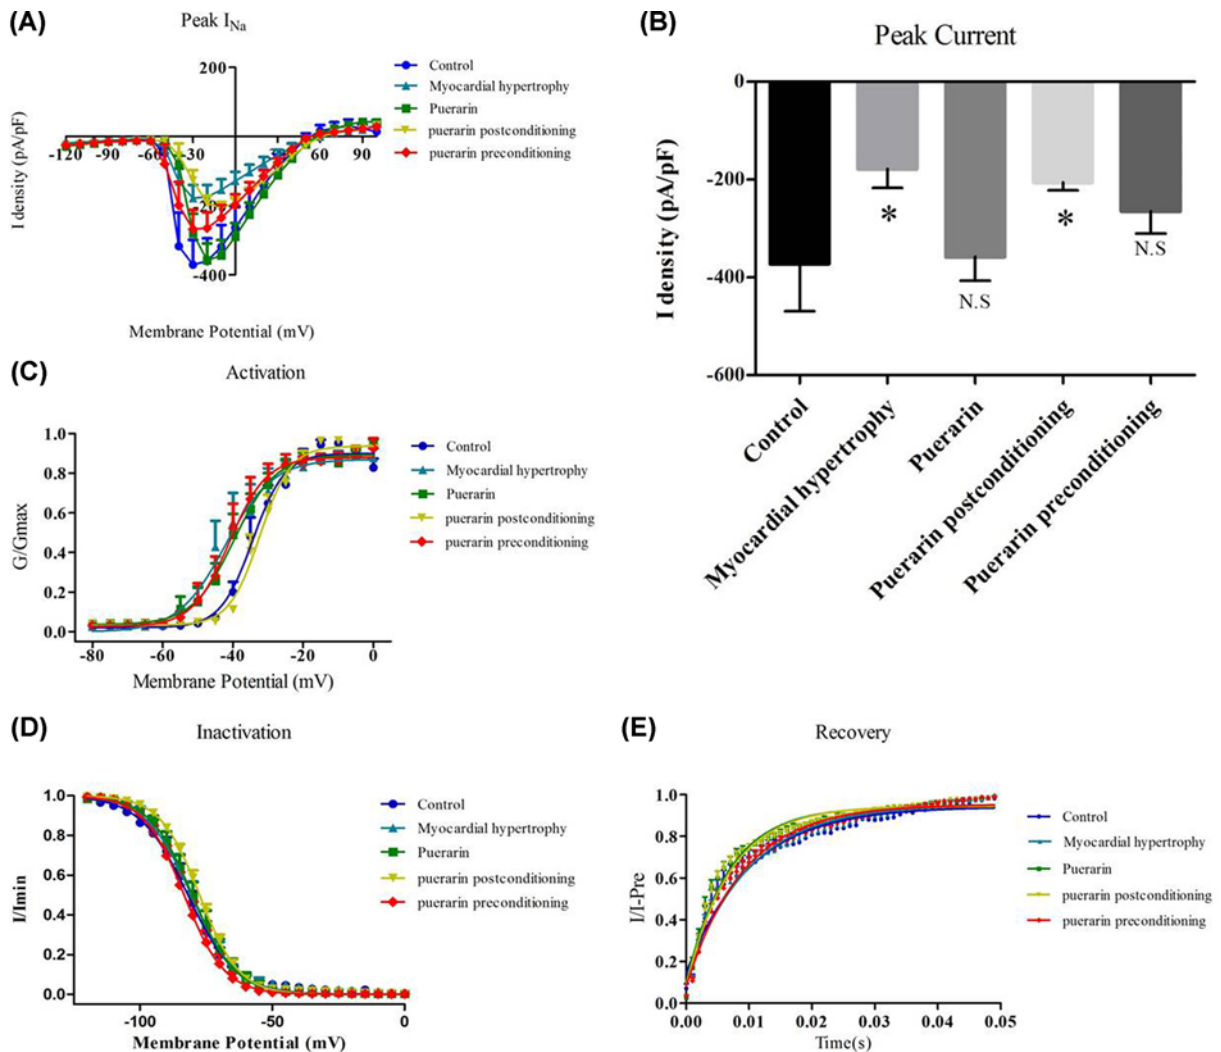 (A)
Peak INa
200
Control
Myocardial hypertrophy
Puerarin
puerarin postconditioning
puerarin preconditioning
-120 -90 -60 -30 30 60 90
-200
-400
I density (pA/pF)
Membrane Potential (mV)
(B)
Peak Current
0
-200
-400
-600
I density (pA/pF)
*
N.S
*
N.S
Control
Myocardial hypertrophy
Puerarin
Puerarin postconditioning
Puerarin preconditioning
(C)
Activation
1.0
0.8
0.6
0.4
0.2
0.0
G/Gmax
-80 -60 -40 -20 0
Membrane Potential (mV)
Control
Myocardial hypertrophy
Puerarin
puerarin postconditioning
puerarin preconditioning
(D)
Inactivation
1.0
0.8
0.6
0.4
0.2
0.0
I/Imin
-100 -50 0
Membrane Potential (mV)
Control
Myocardial hypertrophy
Puerarin
puerarin postconditioning
puerarin preconditioning
(E)
Recovery
1.0
0.8
0.6
0.4
0.2
0.0
I/I-Pre
0.00 0.01 0.02 0.03 0.04 0.05
Time(s)
Control
Myocardial hypertrophy
Puerarin
puerarin postconditioning
puerarin preconditioning